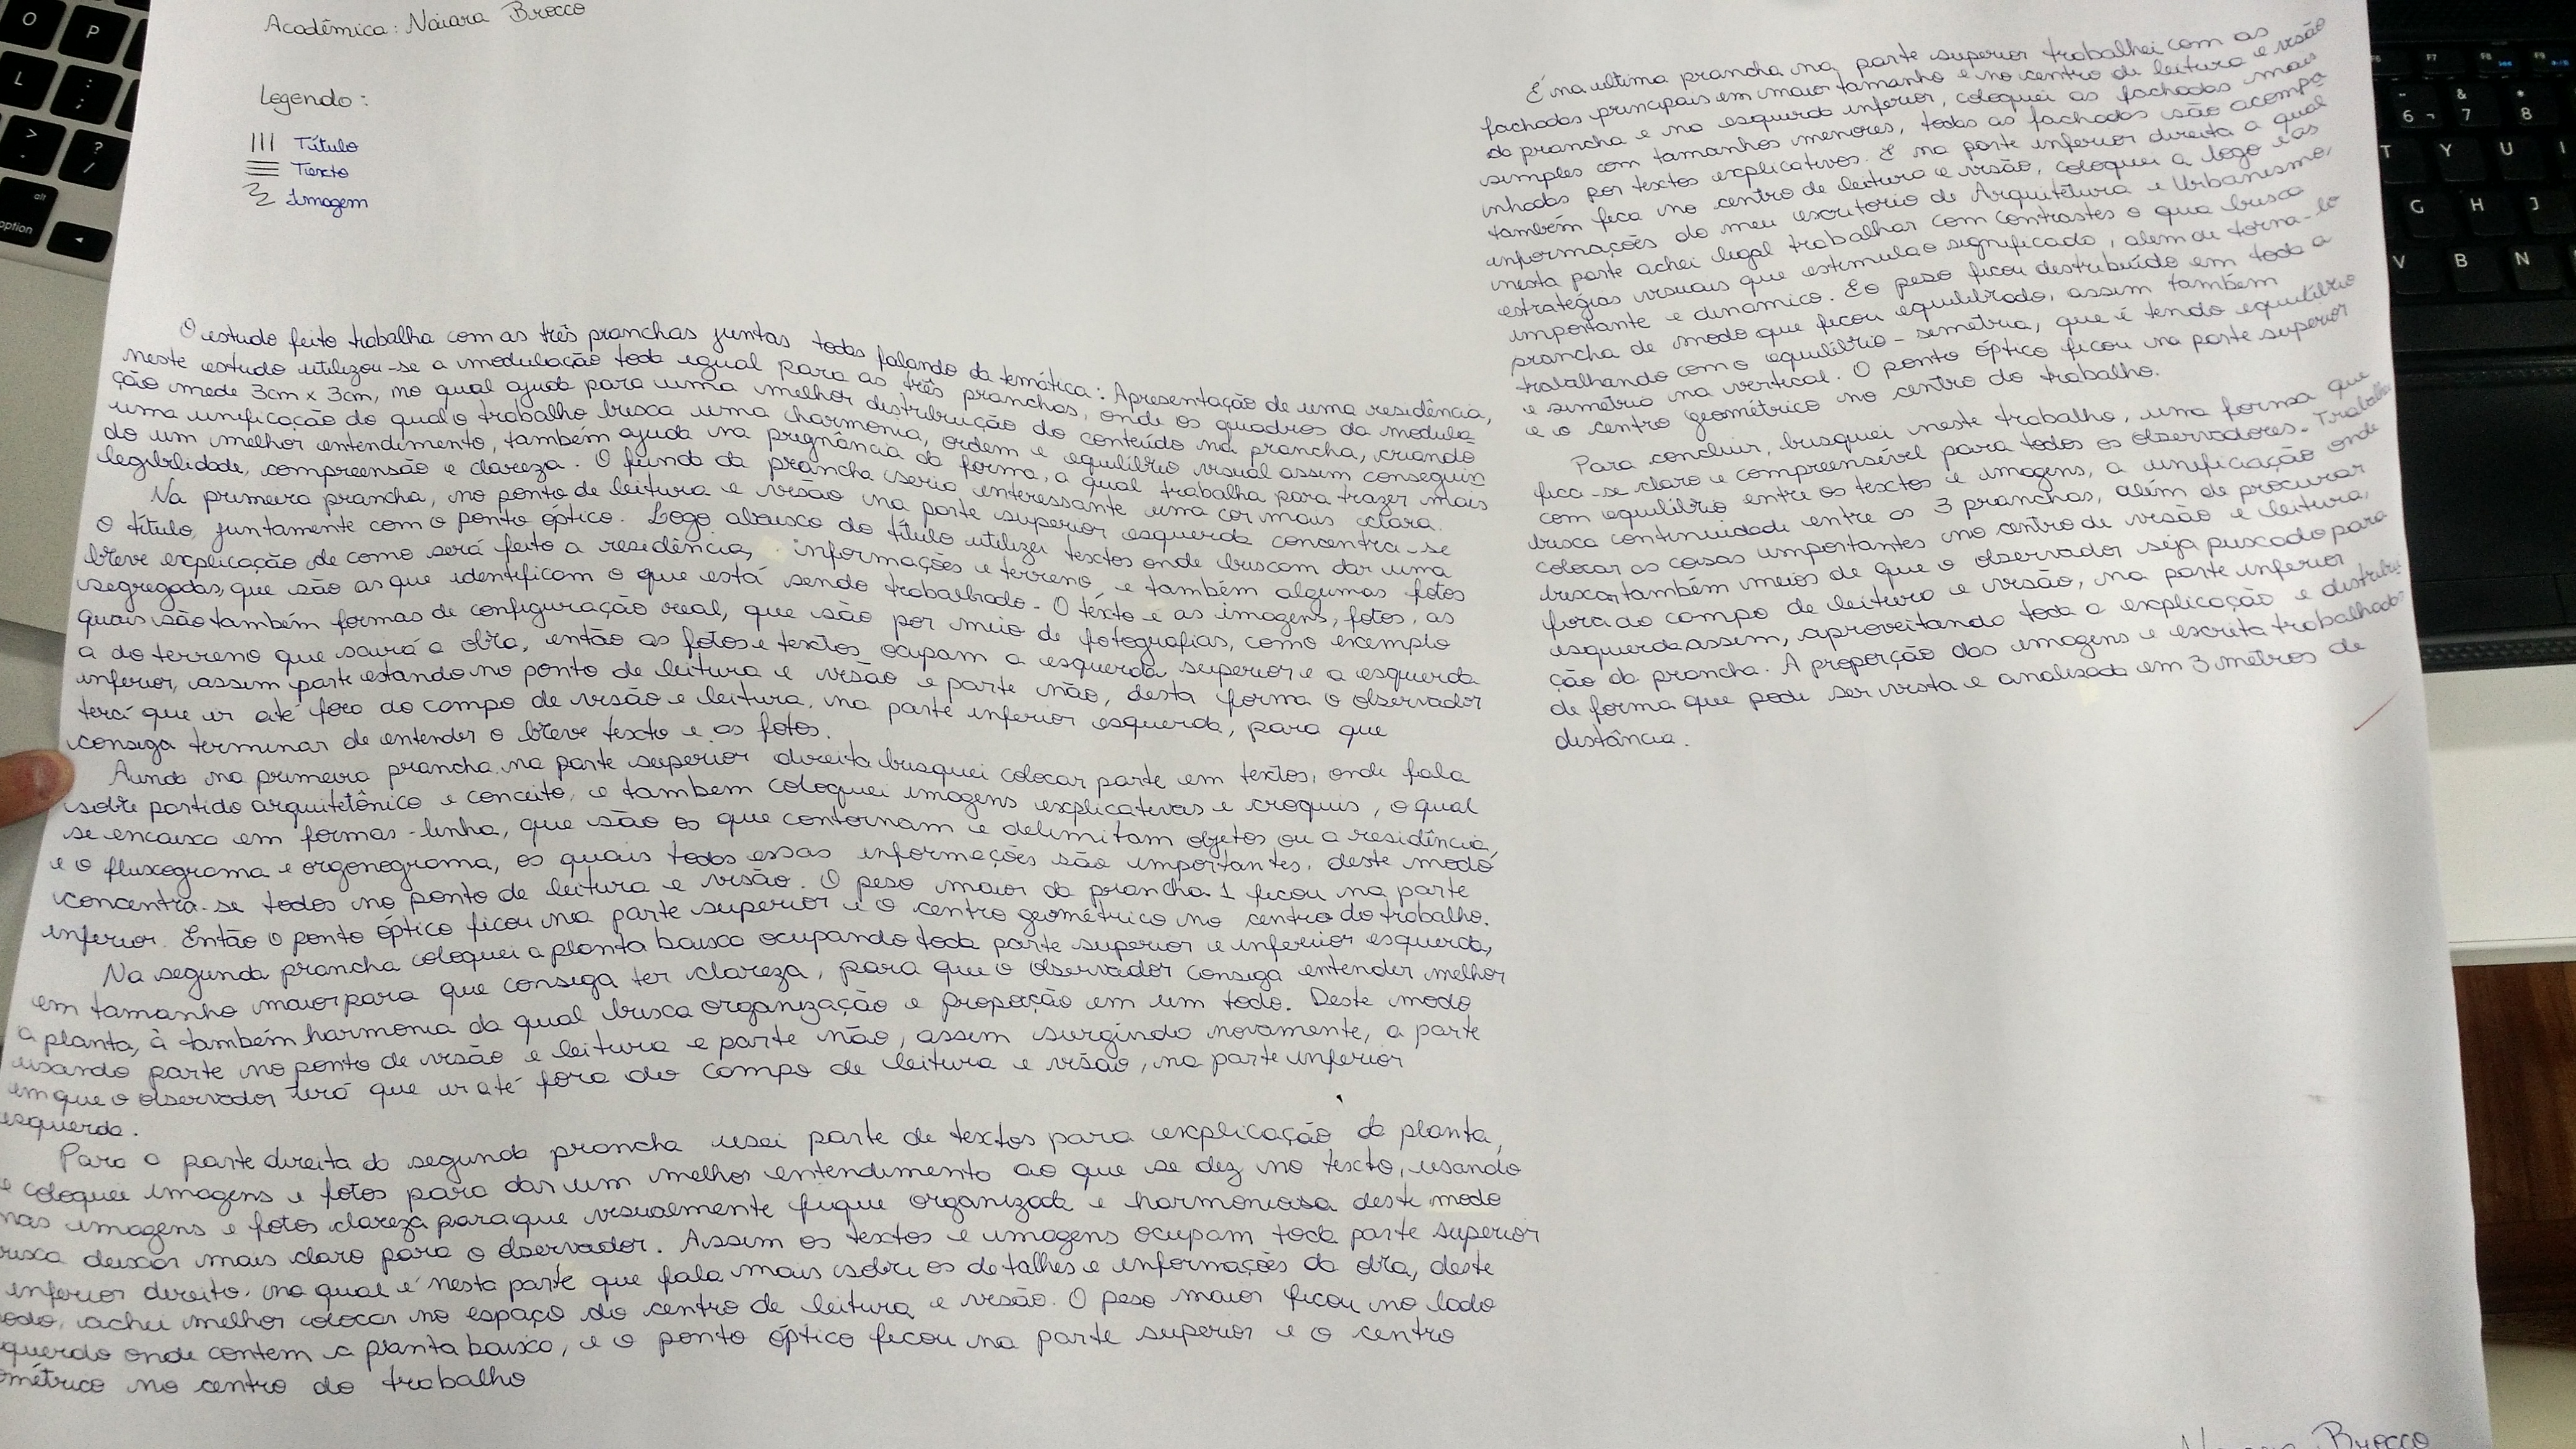 Acadêmica: Naiara Brocco
Legenda:
||| Título
Texto
Imagem
O estudo feito trabalha com as três pranchas juntas todas falando da temática: Apresentação de uma residência,
neste estudo utilizou-se a modulação toda igual para as três pranchas, onde os quadros da modula
ção mede 3cm x 3cm, no qual ajuda para uma melhor distribuição do conteúdo na prancha, criando
uma unificação do qual o trabalho busca uma charmonia, ordem e equilíbrio visual assim conseguin
do um melhor entendimento, também ajuda na pregnância da forma, a qual trabalha para trazer mais
legibilidade, compreensão e clareza. O fundo da prancha seria interessante uma cor mais clara.
Na primeira prancha, no ponto de leitura e visão na parte superior esquerda concentra-se
o título, juntamente com o ponto óptico. Logo abaixo do título utilizei textos onde buscam dar uma
breve explicação de como será feito a residência, informações e terreno e também algumas fotos
segregadas, que são as que identificam o que está sendo trabalhado. O texto e as imagens, fotos, as
quais são também formas de configuração real, que são por meio de fotografias, como exemplo
a do terreno que sairá a obra, então as fotos e textos ocupam a esquerda superior e a esquerda
inferior, assim parte estando no ponto de leitura e visão e parte não, desta forma o observador
terá que ir até fora do campo de visão e leitura, na parte inferior esquerda, para que
consiga terminar de entender o breve texto e as fotos.
Ainda na primeira prancha na parte superior direita busquei colocar parte em textos, onde fala
sobre partido arquitetônico e conceito, e também coloquei imagens explicativas e croquis, o qual
se encaixa em formas-linha, que são os que contornam e delimitam objetos ou a residência,
e o fluxograma e orgonograma, os quais todas essas informações são importantes, deste modo
concentra-se todos no ponto de leitura e visão. O peso maior da prancha 1 ficou na parte
inferior. Então o ponto óptico ficou na parte superior e o centro geométrico no centro do trabalho.
Na segunda prancha coloquei a planta baixa ocupando toda parte superior e inferior esquerda,
em tamanho maior para que consiga ter clareza, para que o observador consiga entender melhor
a planta, à também harmonia da qual busca organização e proporção em um todo. Deste modo
usando parte no ponto de visão e leitura e parte não, assim surgindo novamente, a parte
em que o observador terá que ir até fora do campo de leitura e visão, na parte inferior
esquerda.
Para a parte direita da segunda prancha usei parte de textos para explicação da planta,
e coloquei imagens e fotos para dar um melhor entendimento ao que se dez no texto, usando
nas imagens e fotos clareza para que visualmente fique organizada e harmoniosa deste modo
deixar mais claro para o observador. Assim os textos e imagens ocupam toda parte superior
inferior direito, na qual é nesta parte que fala mais sobre os detalhes e informações da obra, deste
achei melhor colocar no espaço do centro de leitura e visão. O peso maior ficou no lado
onde contem a planta baixa, e o ponto óptico ficou na parte superior e o centro
no centro do trabalho
E na ultima prancha na parte superior trabalhei com as
fachadas principais em maior tamanho e no centro de leitura e visão
da prancha e na esquerda inferior, coloquei as fachadas mais
simples com tamanhos menores, todas as fachadas são acompa
nhadas por textos explicativos. E na parte inferior direita a qual
também fica no centro de leitura e visão, coloquei a logo e as
informações do meu escritorio de Arquitetura e Urbanismo,
nesta parte achei legal trabalhar com contrastes o qua busca
estratégias visuais que estimula o significado, alem de torna-lo
importante e dinamico. E o peso ficou destribuído em toda a
prancha de modo que ficou equilibrado, assim também
trabalhando com o equilíbrio - semétria, que é tendo equilíbrio
e simétria na vertical. O ponto óptico ficou na parte superior
e o centro geométrico no centro do trabalho.
Para concluir, busquei neste trabalho, uma forma que
fica-se claro e compreensível para todos os observadores. Trabalhei
com equilíbrio entre os textos e imagens, a unificiação onde
busca continuidade entre as 3 pranchas, além de procurar
colocar as coisas importantes no centro de visão e leitura,
buscar também meios de que o observador seja puscado para
fora do campo de leitura e visão, na parte inferior
esquerda assim, aproveitando toda a explicação e distribui
ção da prancha. A proporção das imagens e escrita trabalhados
de forma que pode ser vista e analisada em 3 metros de
distância.
Brocco